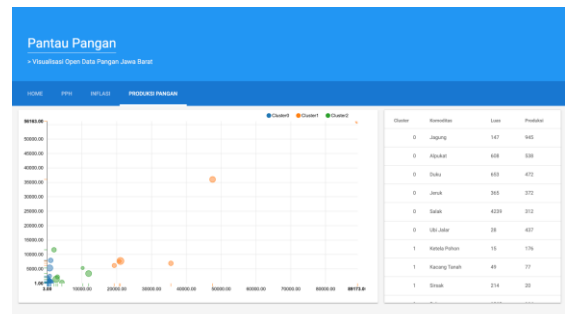 Pantau Pangan
> Visualisasi Open Data Pangan Jawa Barat
HOME PPH INFLASI PRODUKSI PANGAN
Cluster0 Cluster1 Cluster2
50000.00
45000.00
40000.00
35000.00
30000.00
25000.00
20000.00
15000.00
10000.00
5000.00
1.00
10000.00 20000.00 30000.00 40000.00 50000.00 60000.00 70000.00 80000.00
Cluster Komoditas Luas Produksi
0 Jagung 147 945
0 Alpukat 608
0 Duku 653 472
0 Jeruk 365 372
0 Salak 4239 312
0 Ubi Jalar 28 437
1 Ketela Pohon 15 176
1 Kacang Tanah 49 77
1 Sirsak 214 20